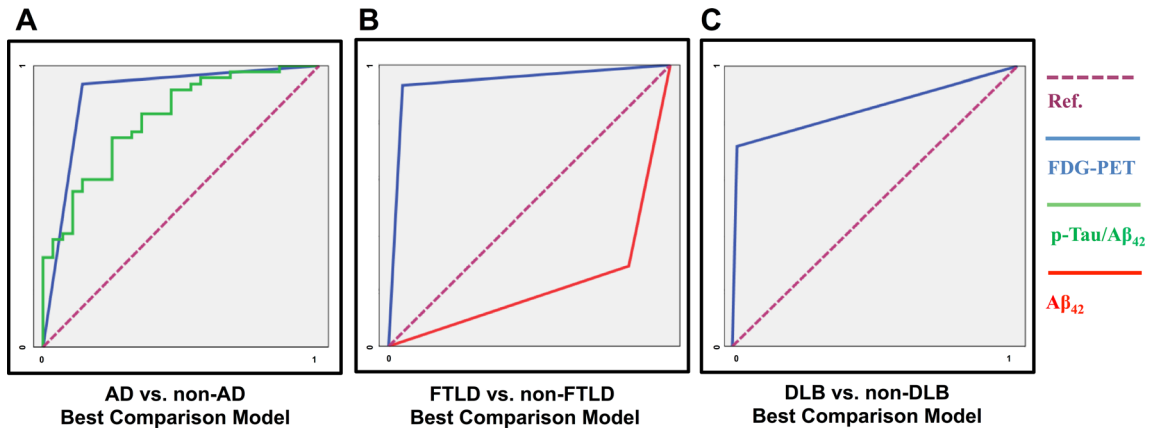 A
B
C
1
0
0
1
1
0
0
1
0
0
1
AD vs. non-AD
Best Comparison Model
FTLD vs. non-FTLD
Best Comparison Model
DLB vs. non-DLB
Best Comparison Model
Ref.
FDG-PET
p-Tau/Aβ₄₂
Aβ₄₂